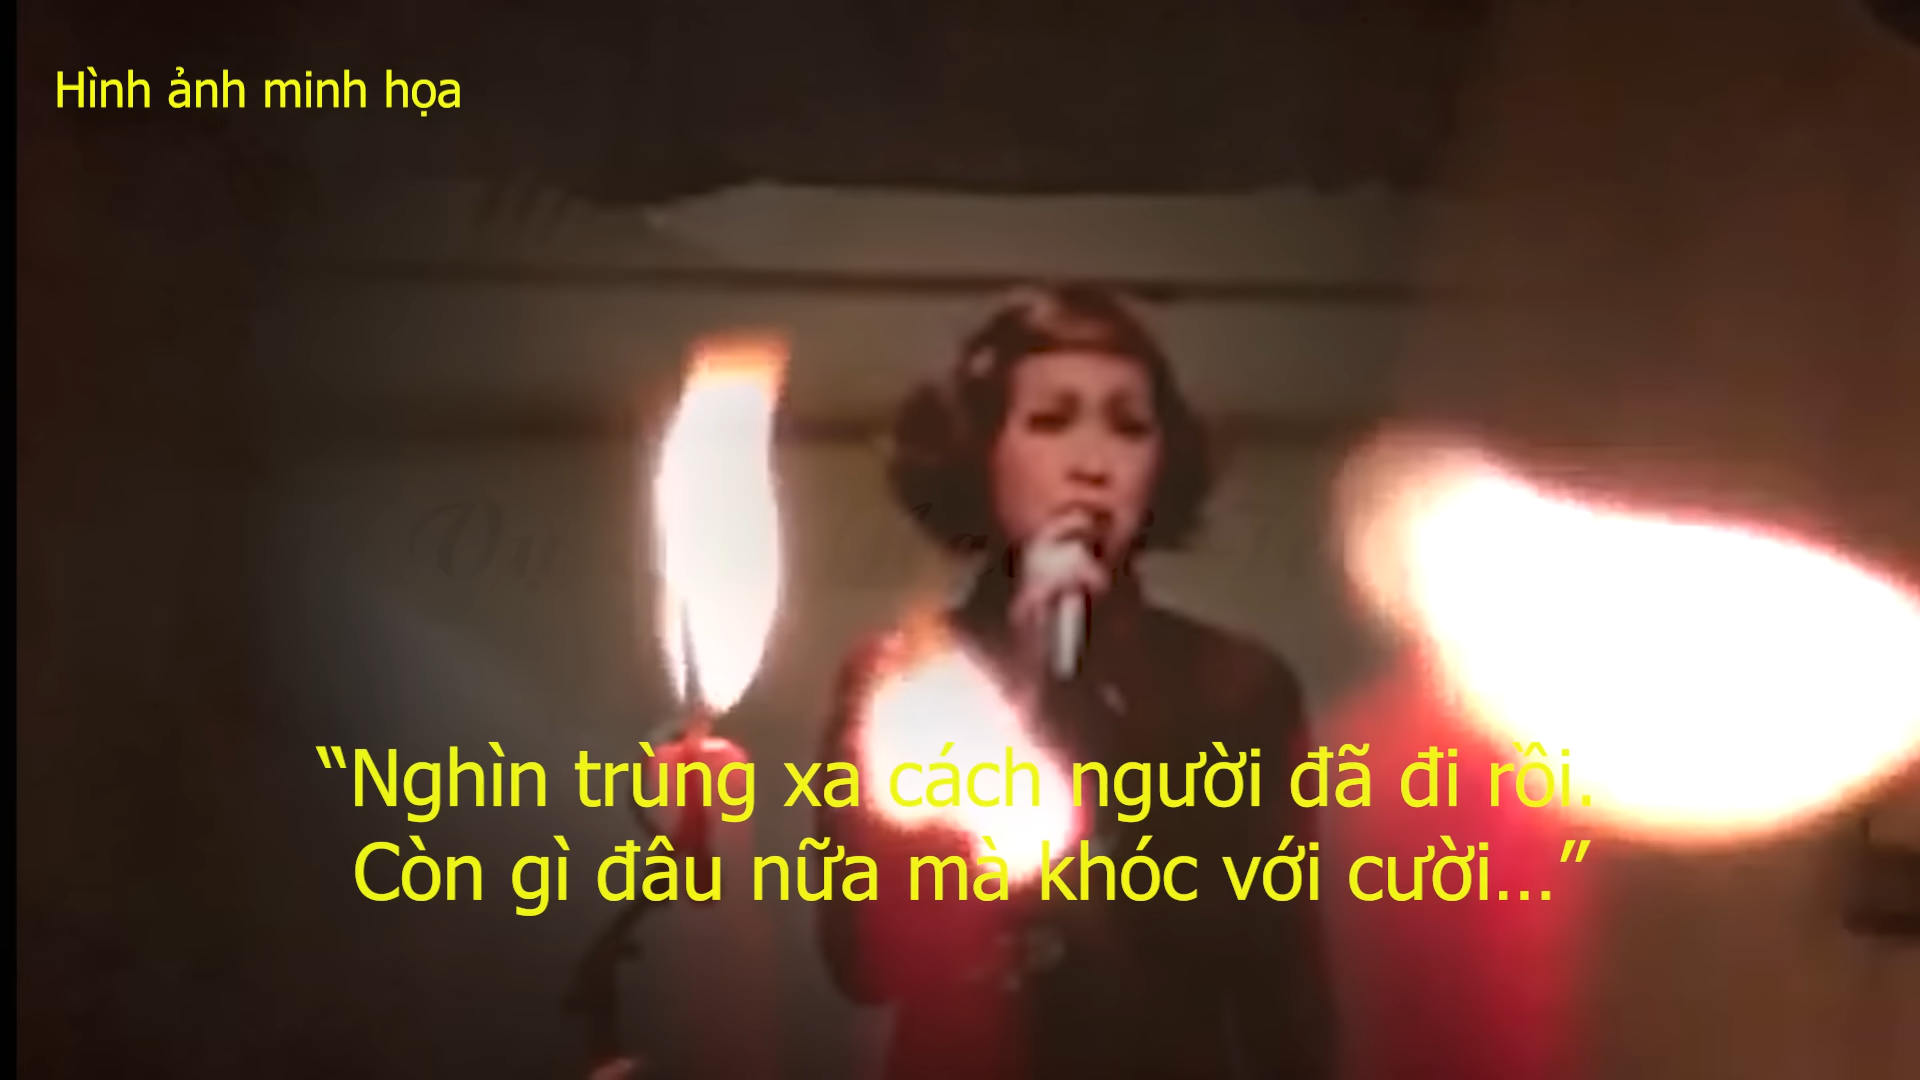 Hình ảnh minh họa
“Nghìn trùng xa cách người đã đi rồi.
Còn gì đâu nữa mà khóc với cười...”